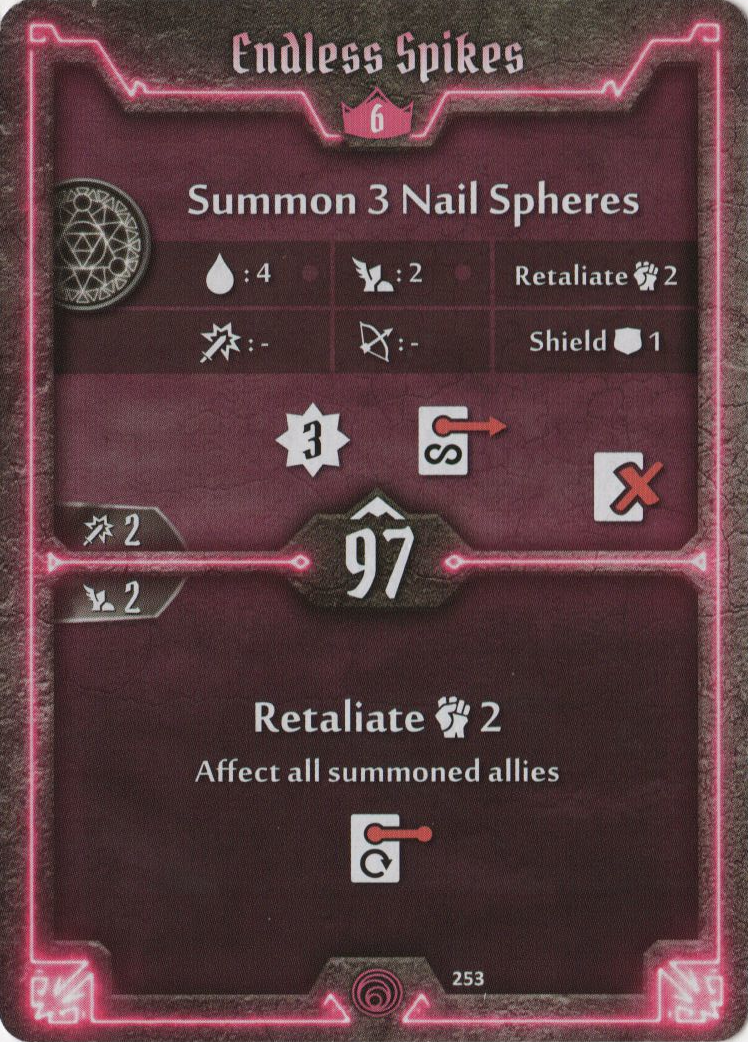 Endless Spikes
6
Summon 3 Nail Spheres
: 4 : 2 Retaliate 2
: - : - Shield 1
3
2
97
2
Retaliate 2
Affect all summoned allies
253